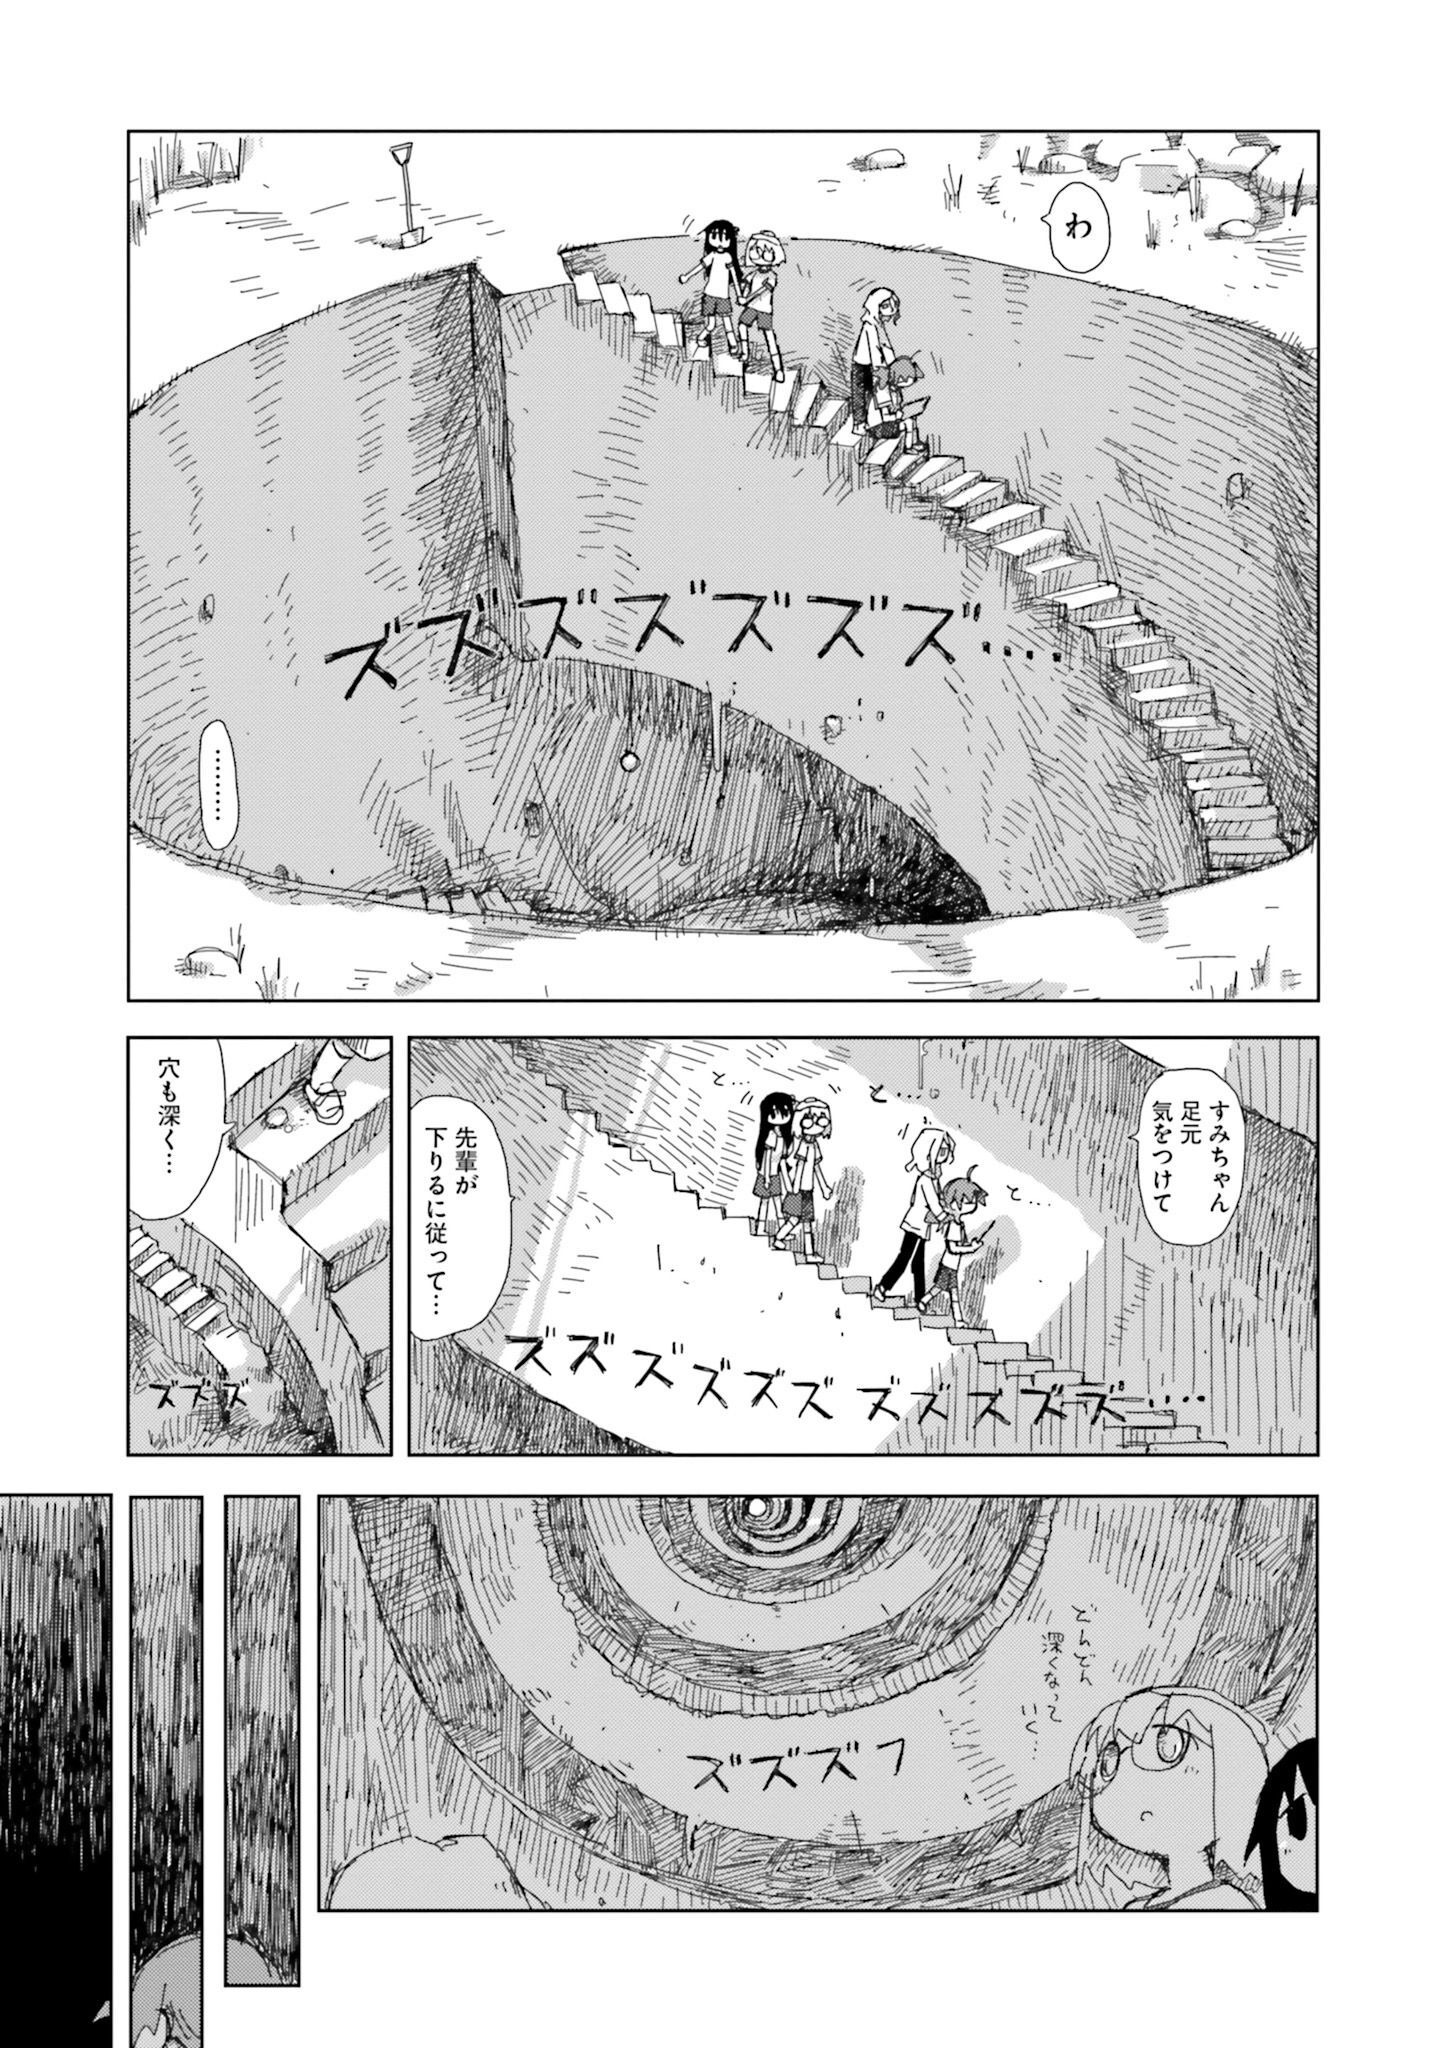 わ
ズズズズズズズ‥‥
………
すみちゃん
足元
気をつけて
と…
と…
と…
先輩が
下りるに従って…
ズズズズズズズズズズズ‥‥
穴も深く…
ズズズ
どんどん
深くなって
いく…
ズズズズフ